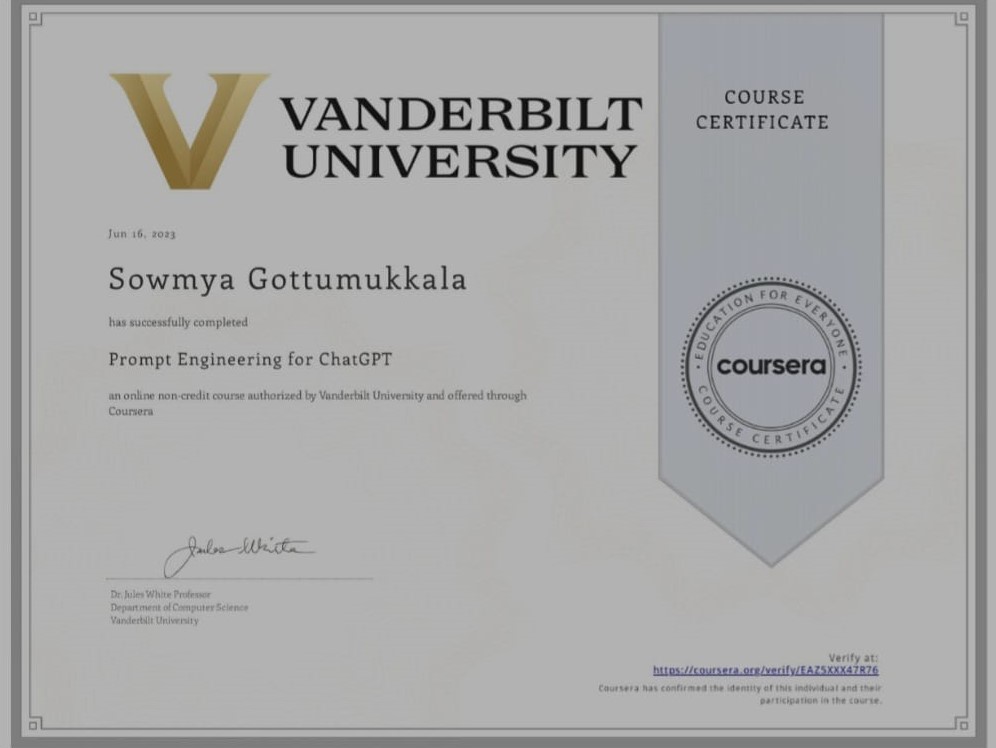 VANDERBILT
UNIVERSITY
COURSE
CERTIFICATE
Jun 16, 2023
Sowmya Gottumukkala
has successfully completed
Prompt Engineering for ChatGPT
an online non-credit course authorized by Vanderbilt University and offered through
Coursera
EDUCATION FOR EVERYONE
coursera
COURSE CERTIFICATE
Jules White
Dr. Jules White Professor
Department of Computer Science
Vanderbilt University
Verify at:
https://coursera.org/verify/EAZ5XXX47R76
Coursera has confirmed the identity of this individual and their
participation in the course.